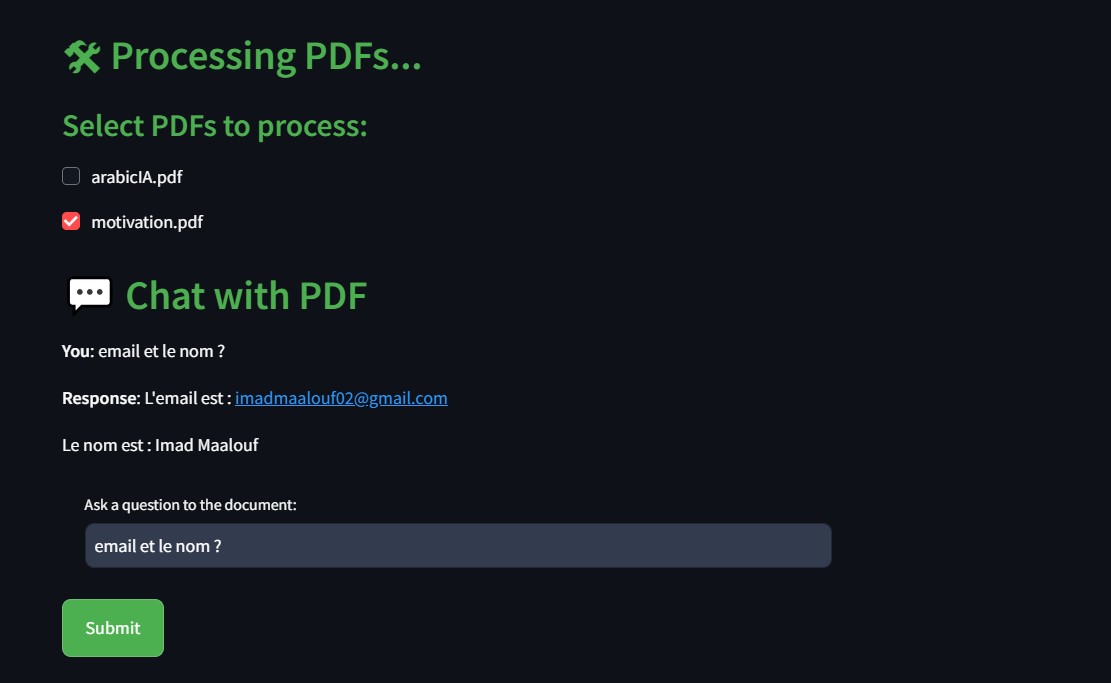 🛠 Processing PDFs...
Select PDFs to process:
arabicIA.pdf
motivation.pdf
💬 Chat with PDF
You: email et le nom ?
Response: L'email est : imadmaalouf02@gmail.com
Le nom est : Imad Maalouf
Ask a question to the document:
email et le nom ?
Submit